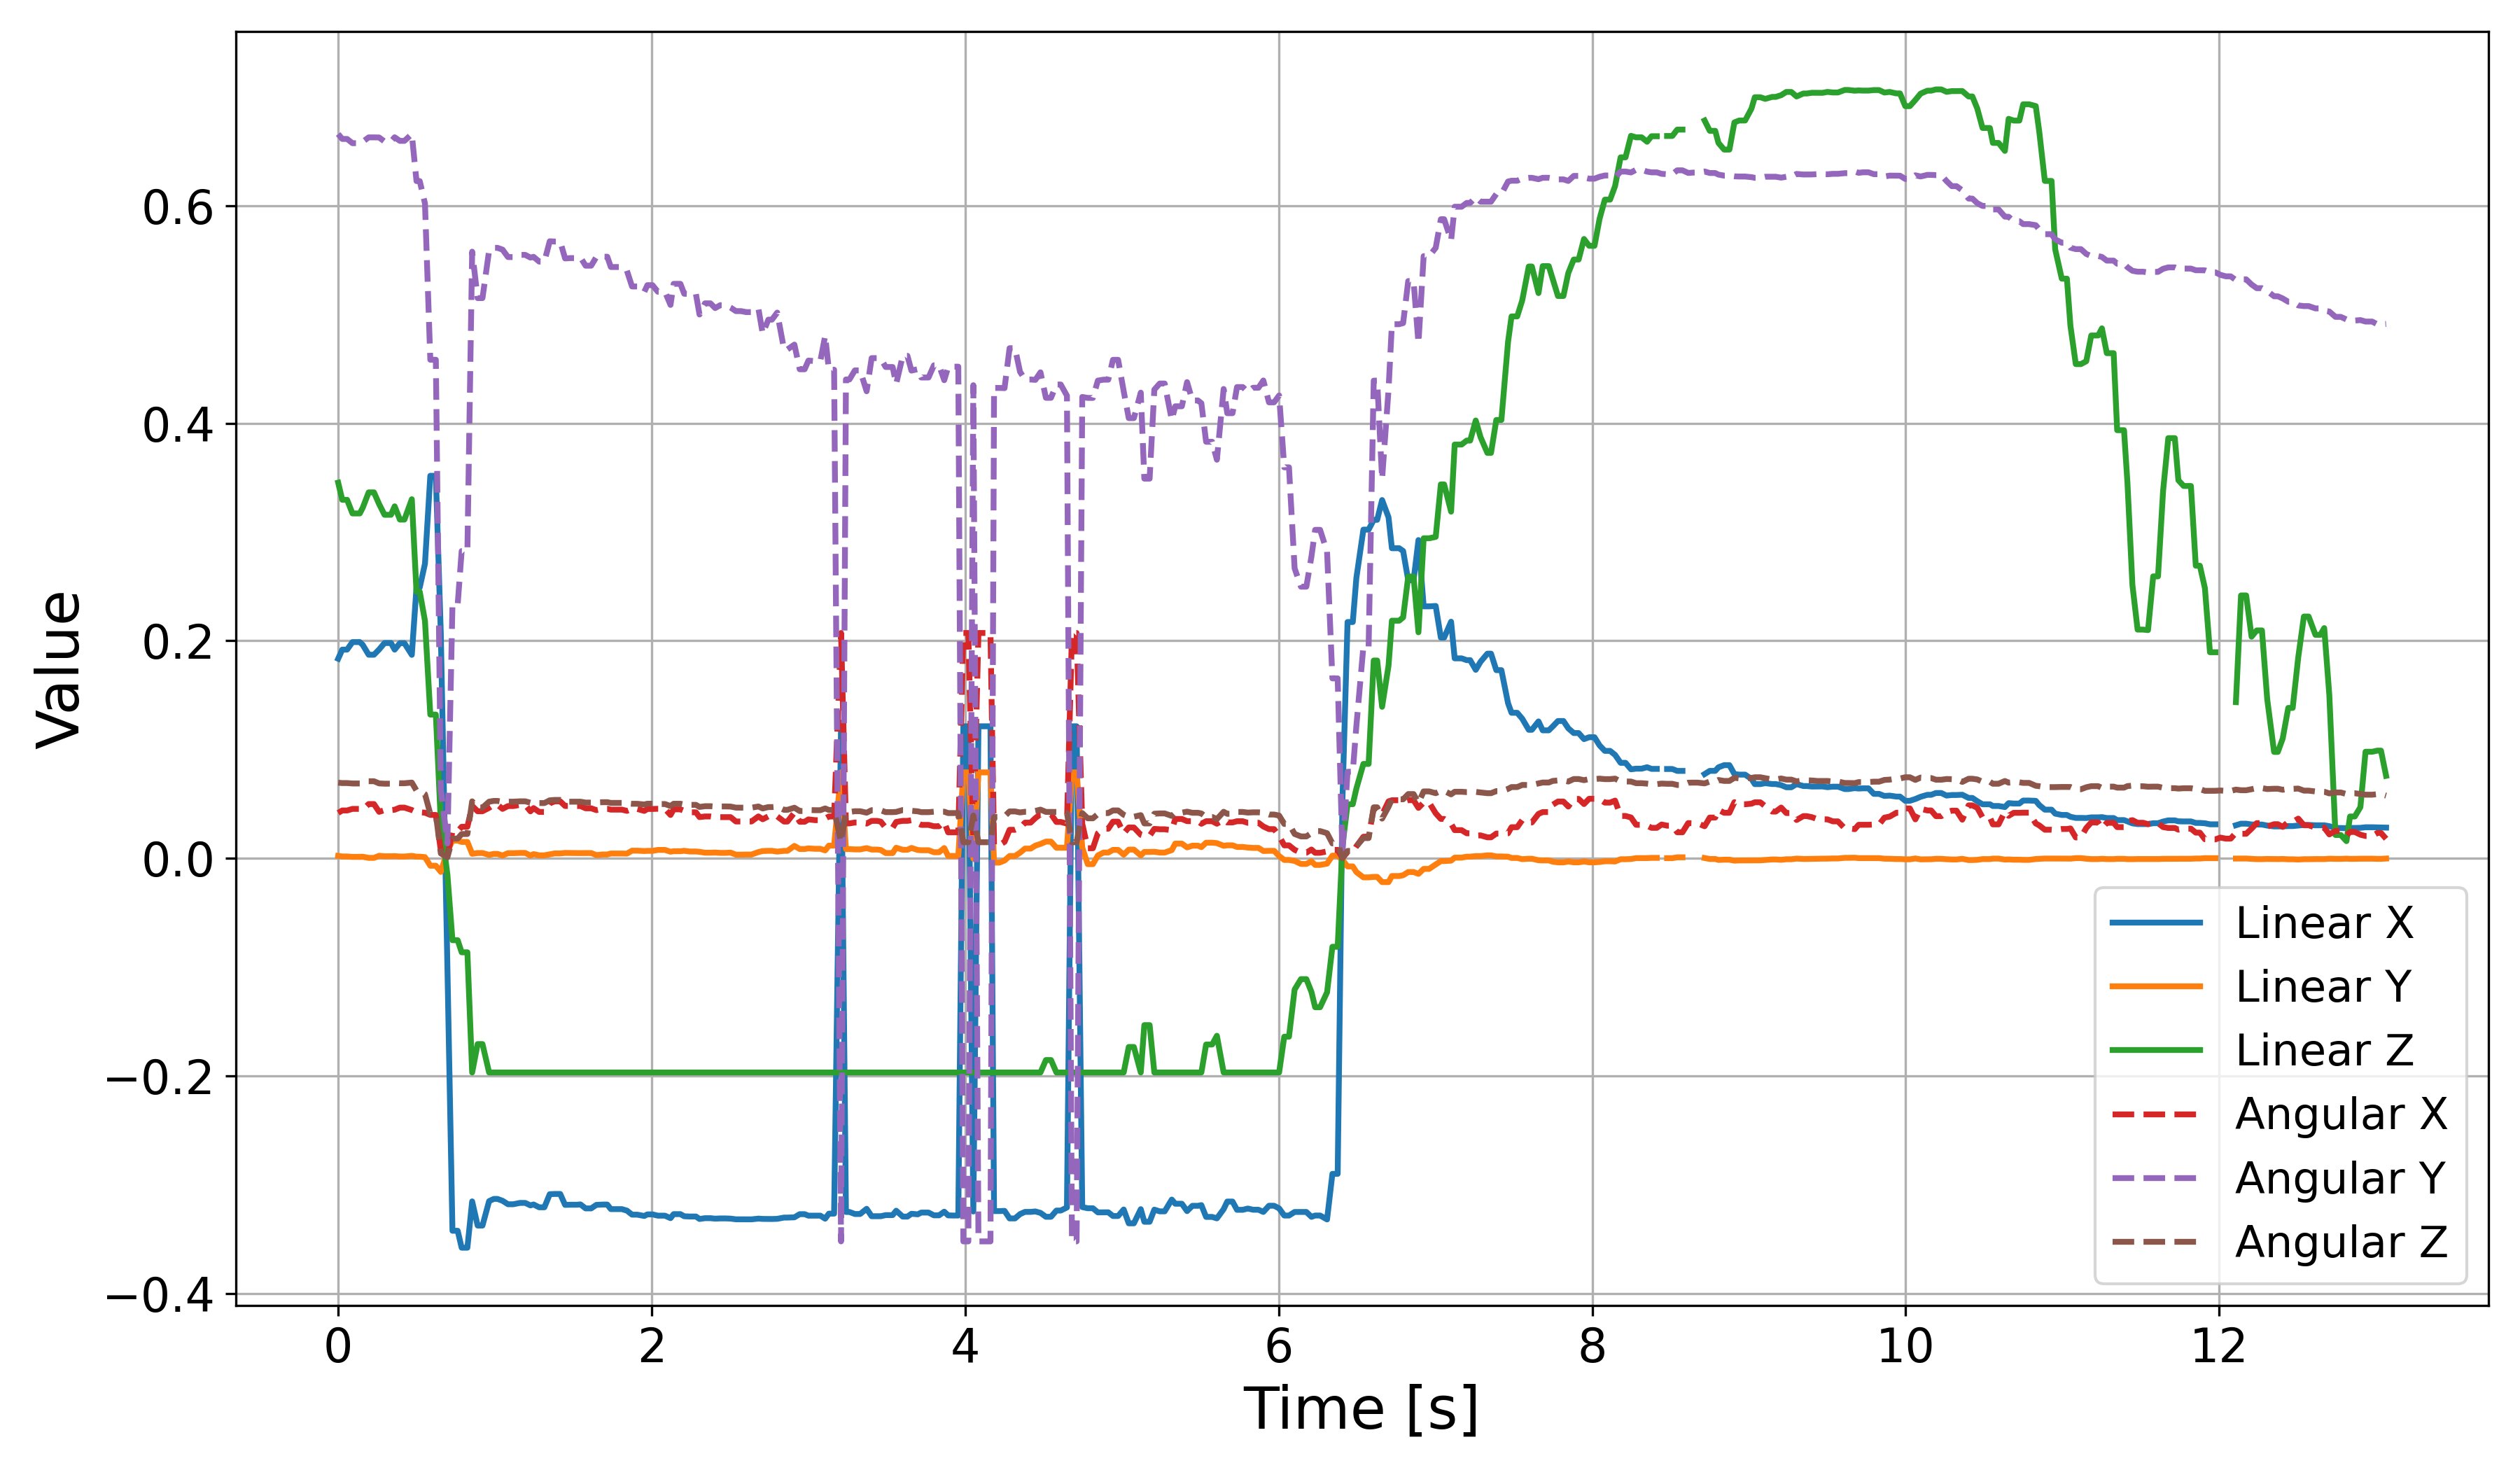 Value
0.6
0.4
0.2
0.0
−0.2
−0.4
0 2 4 6 8 10 12
Time [s]
Linear X
Linear Y
Linear Z
Angular X
Angular Y
Angular Z